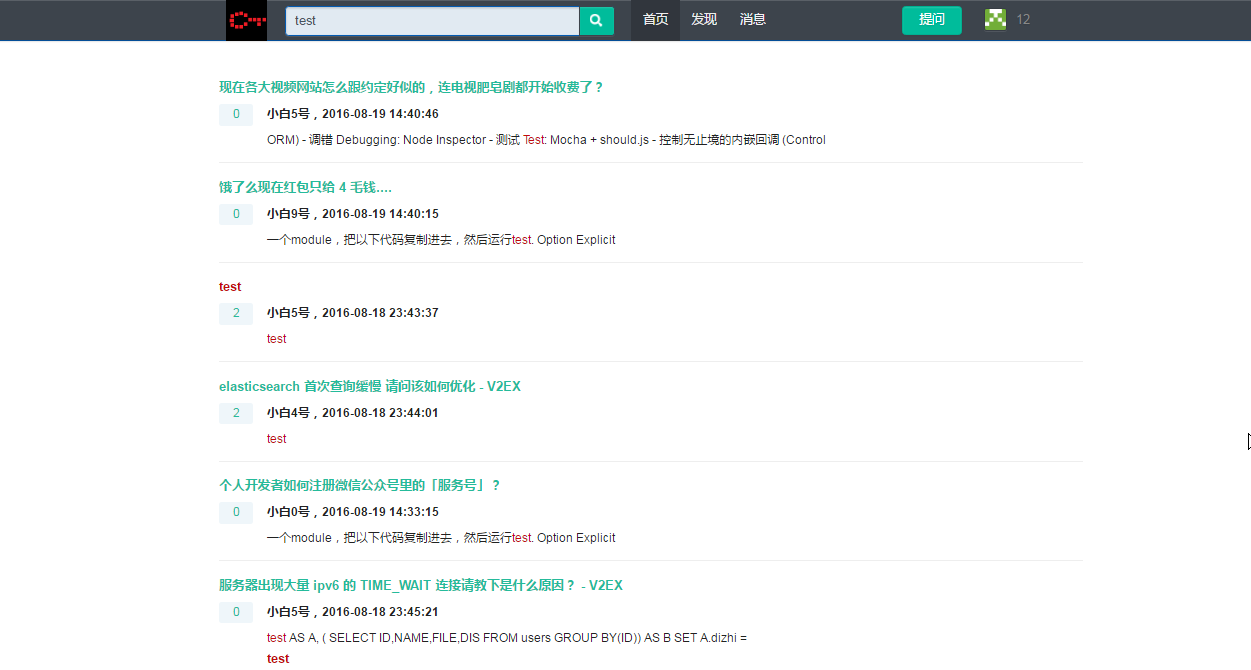 test
首页 发现 消息 提问 12
现在各大视频网站怎么跟约定好似的，连电视肥皂剧都开始收费了？
0 小白5号，2016-08-19 14:40:46
ORM) - 调错 Debugging: Node Inspector - 测试 Test: Mocha + should.js - 控制无止境的内嵌回调 (Control
饿了么现在红包只给 4 毛钱....
0 小白9号，2016-08-19 14:40:15
一个module，把以下代码复制进去，然后运行test. Option Explicit
test
2 小白5号，2016-08-18 23:43:37
test
elasticsearch 首次查询缓慢 请问该如何优化 - V2EX
2 小白4号，2016-08-18 23:44:01
test
个人开发者如何注册微信公众号里的「服务号」？
0 小白0号，2016-08-19 14:33:15
一个module，把以下代码复制进去，然后运行test. Option Explicit
服务器出现大量 ipv6 的 TIME_WAIT 连接请教下是什么原因？ - V2EX
0 小白5号，2016-08-18 23:45:21
test AS A, ( SELECT ID,NAME,FILE,DIS FROM users GROUP BY(ID)) AS B SET A.dizhi =
test